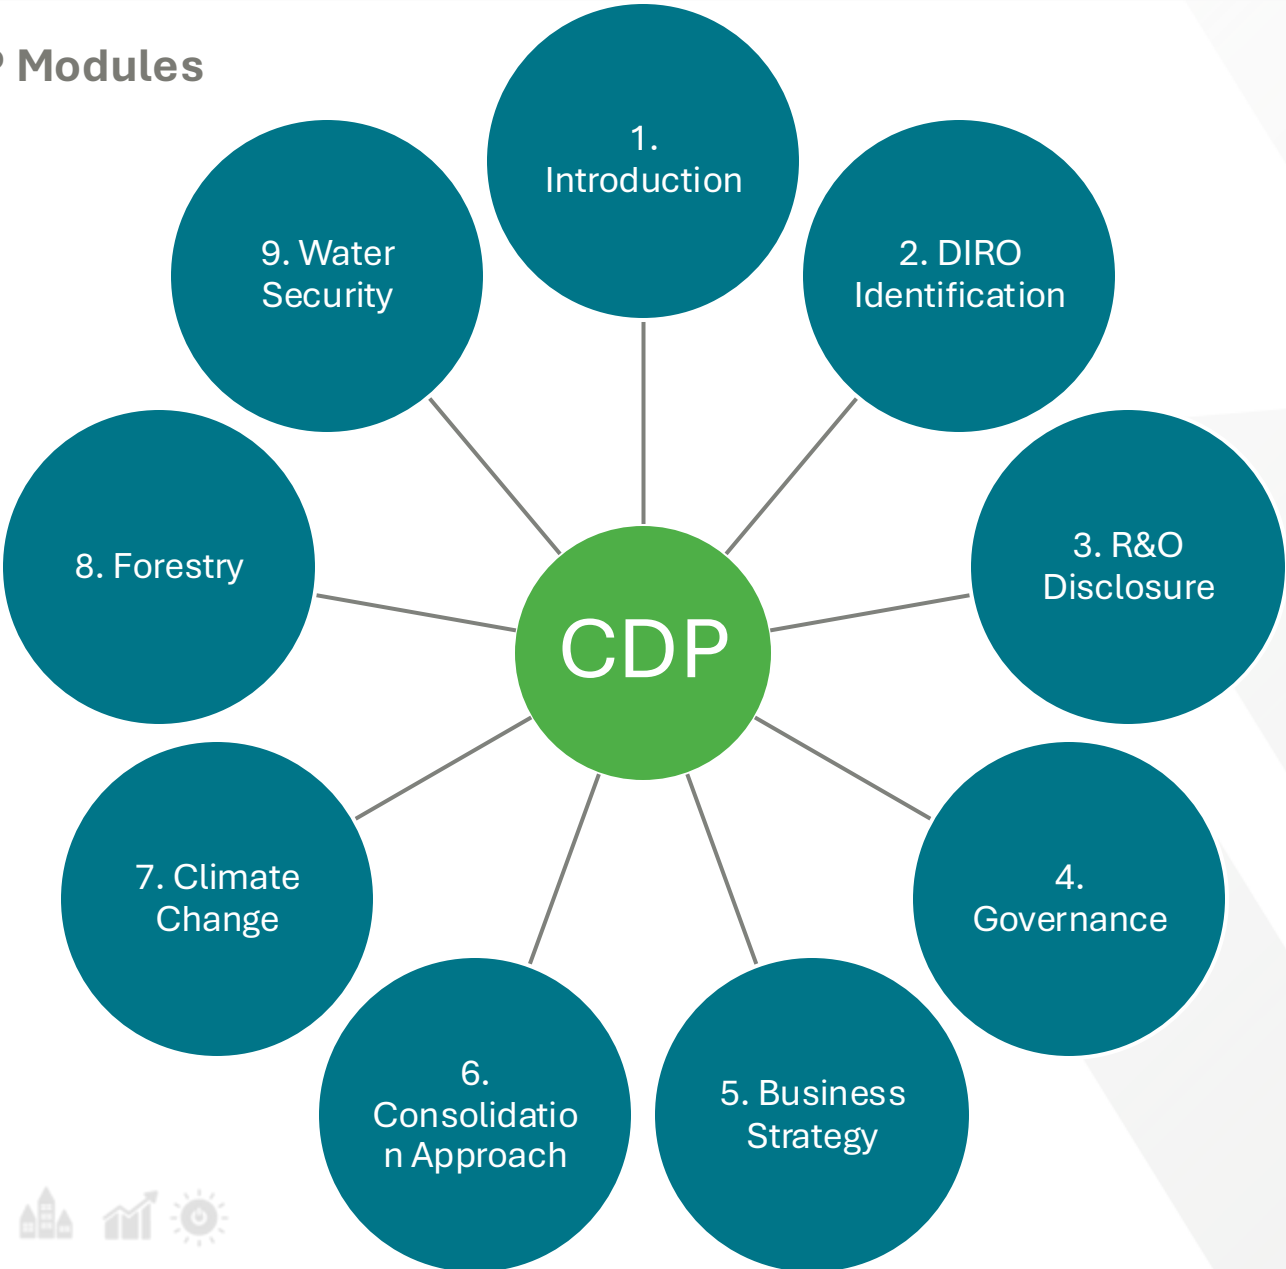 P Modules
1.
Introduction
2. DIRO
Identification
3. R&O
Disclosure
4.
Governance
5. Business
Strategy
6.
Consolidatio
n Approach
7. Climate
Change
8. Forestry
9. Water
Security
CDP